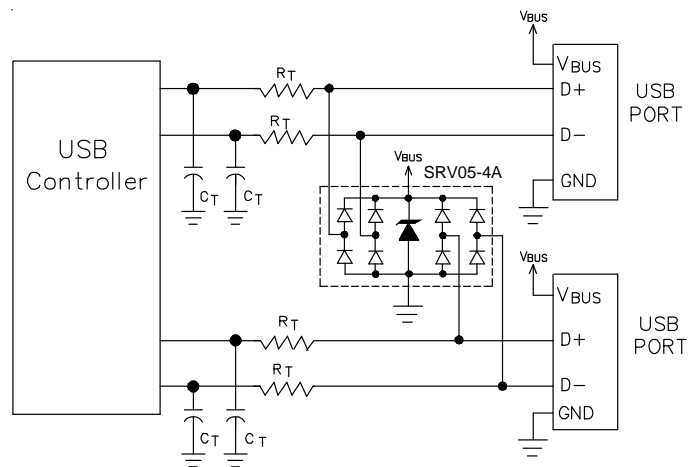 VBUS
VBUS
RT
D+
USB
PORT
RT
D-
USB
Controller
VBUS
SRV05-4A
CT
CT
GND
VBUS
VBUS
RT
D+
USB
PORT
RT
D-
CT
CT
GND